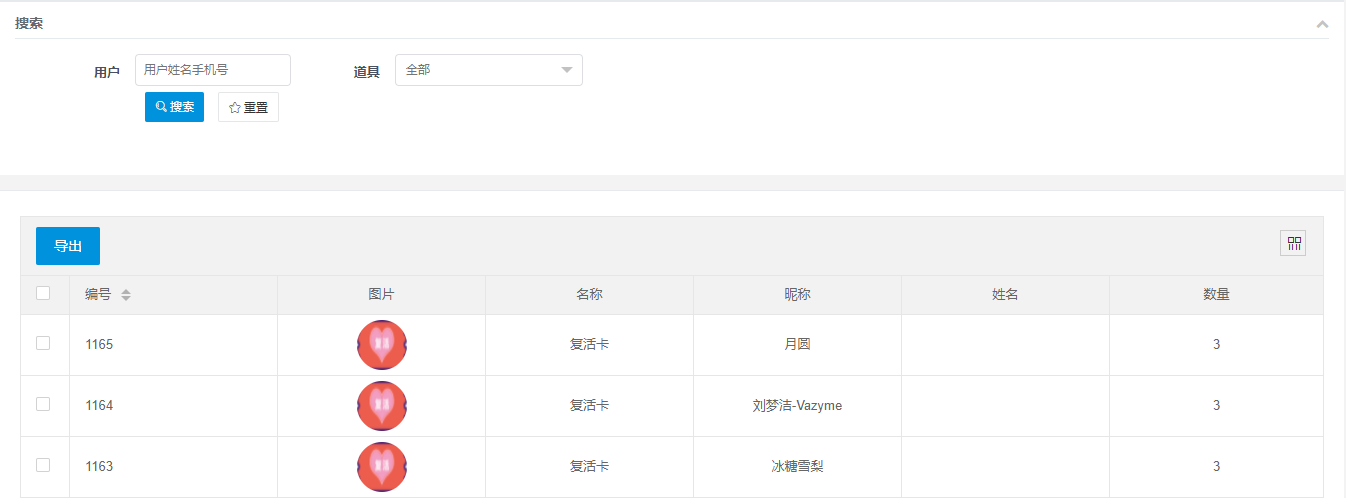 搜索
用户 用户姓名手机号 道具 全部
搜索 重置
导出
编号 图片 名称 昵称 姓名 数量
1165 复活卡 月圆 3
1164 复活卡 刘梦洁-Vazyme 3
1163 复活卡 冰糖雪梨 3